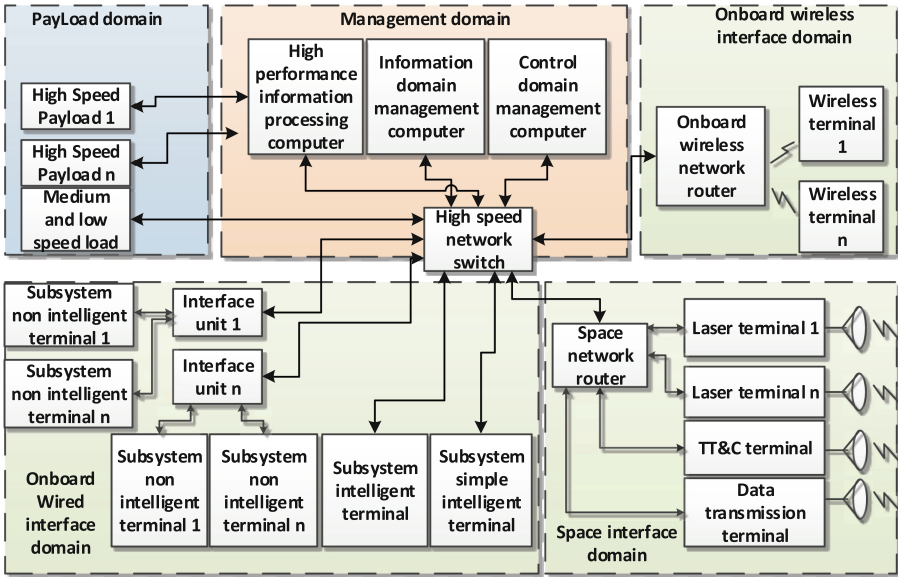 PayLoad domain
High Speed
Payload 1
High Speed
Payload n
Medium
and low
speed load
Management domain
High
performance
information
processing
computer
Information
domain
management
computer
Control
domain
management
computer
High speed
network
switch
Onboard wireless
interface domain
Onboard
wireless
network
router
Wireless
terminal
1
Wireless
terminal
n
Subsystem
non intelligent
terminal 1
Subsystem
non intelligent
terminal n
Interface
unit 1
Interface
unit n
Onboard
Wired
interface
domain
Subsystem
non
intelligent
terminal 1
Subsystem
non
intelligent
terminal n
Subsystem
intelligent
terminal
Subsystem
simple
intelligent
terminal
Space
network
router
Laser terminal 1
Laser terminal n
TT&C terminal
Data
transmission
terminal
Space interface
domain